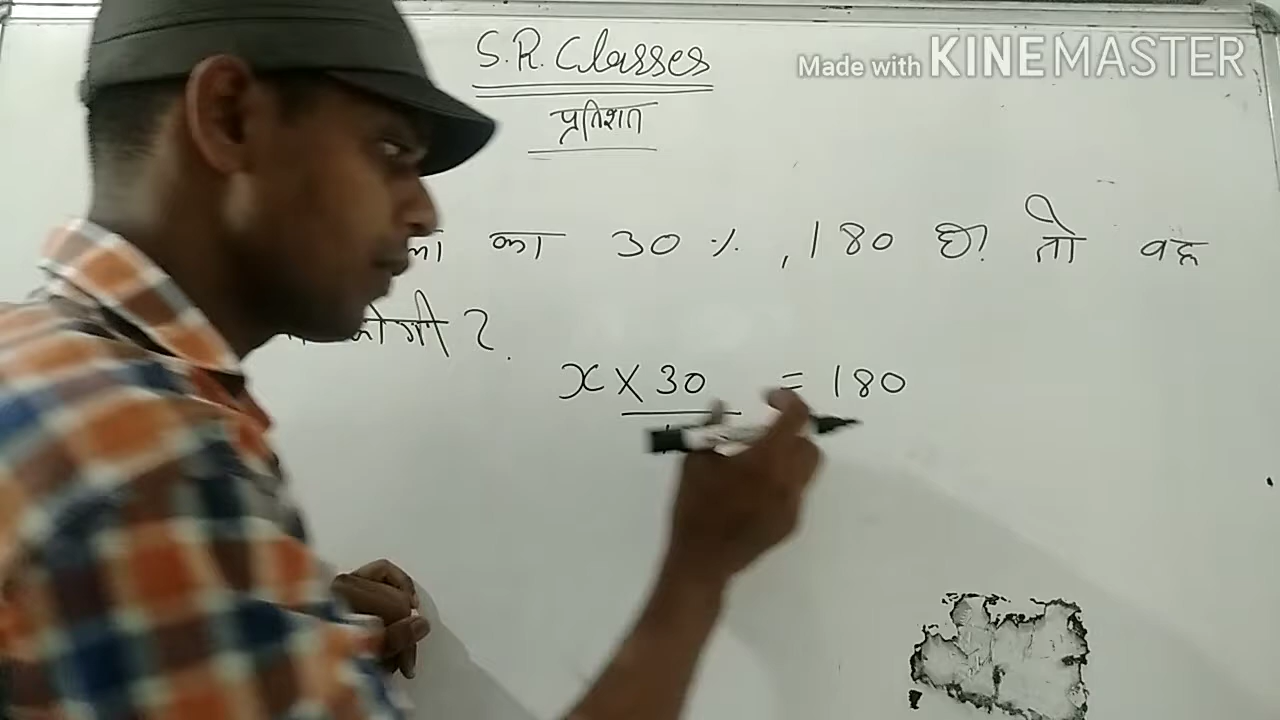 S.R. Classes
Made with KINEMASTER
प्रतिशत
का 30 %, 180 है। तो वह
होगी ?
x × 30 = 180